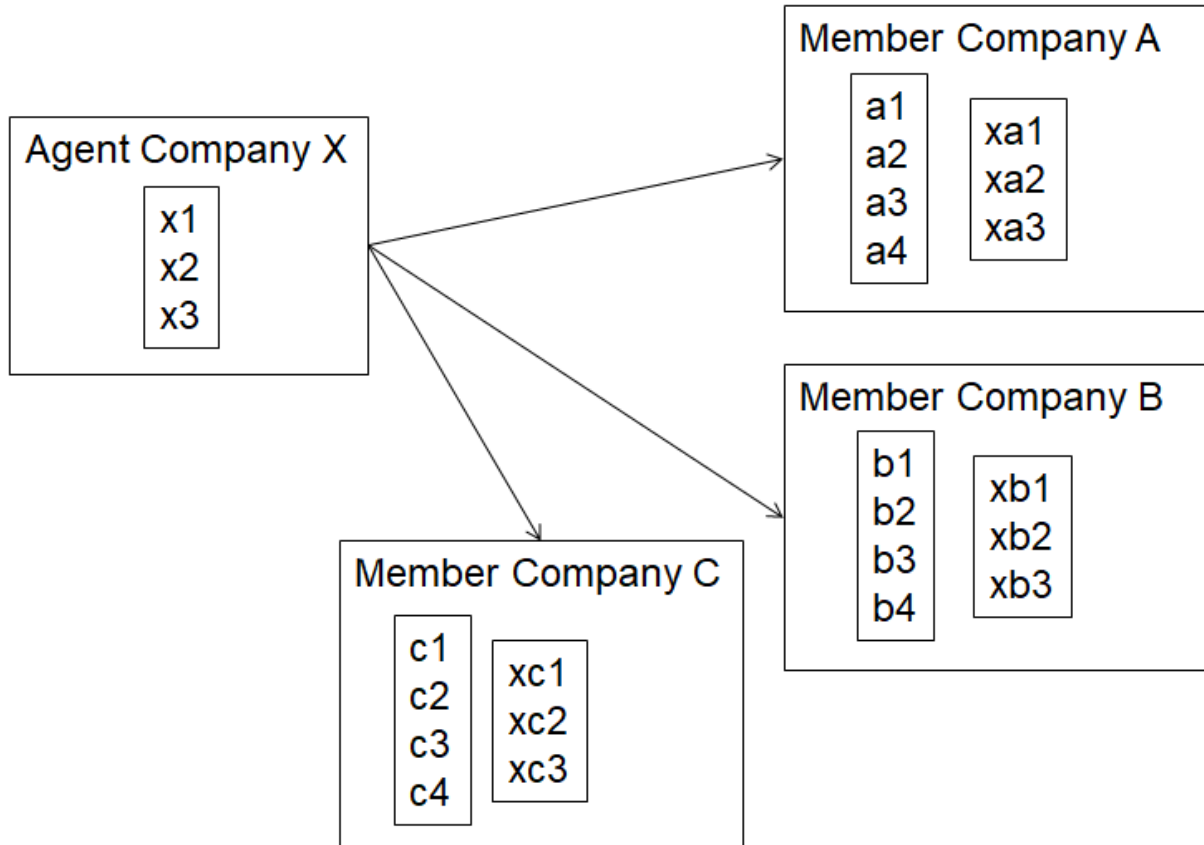 Agent Company X
x1
x2
x3
Member Company A
a1
a2
a3
a4
xa1
xa2
xa3
Member Company B
b1
b2
b3
b4
xb1
xb2
xb3
Member Company C
c1
c2
c3
c4
xc1
xc2
xc3